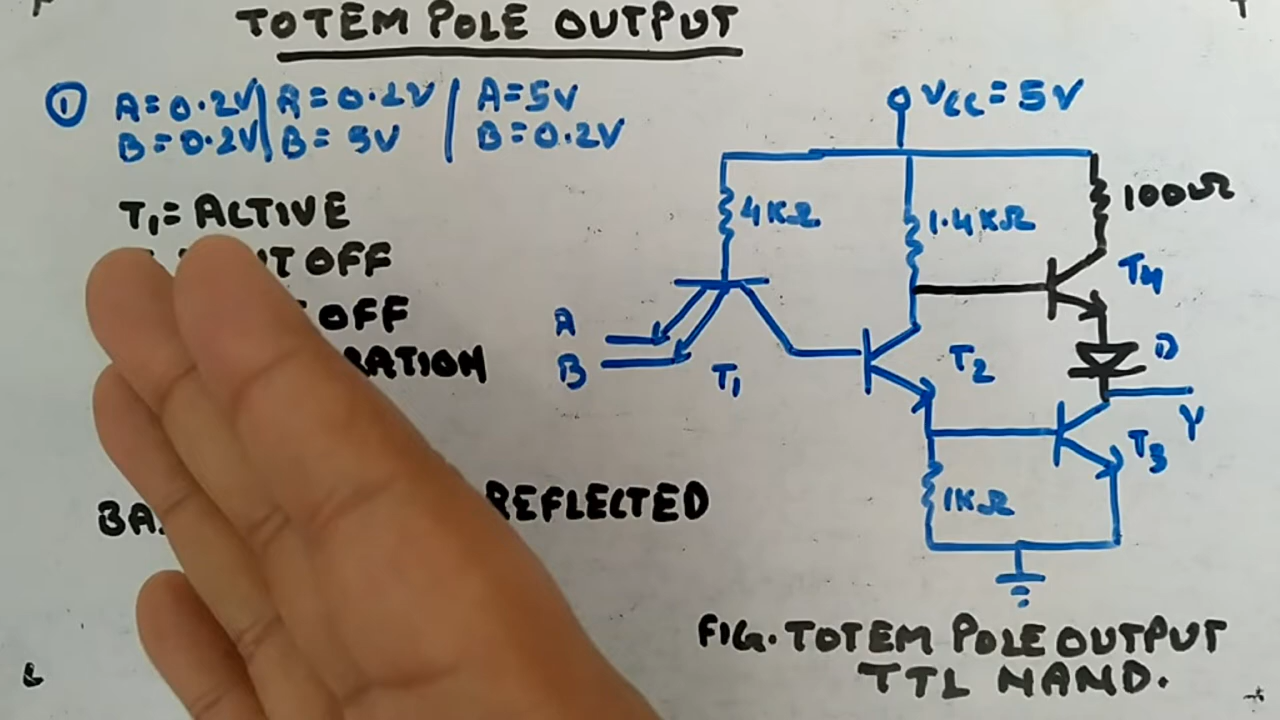 TOTEM POLE OUTPUT
① A=0.2V | A=0.2V | A=5V
B=0.2V | B=5V | B=0.2V
T1=ACTIVE
OFF
OFF
REFLECTED
VCC=5V
4KΩ
1.4KΩ
100Ω
T4
A
B
T1
T2
D
Y
T3
1KΩ
FIG. TOTEM POLE OUTPUT
TTL NAND.